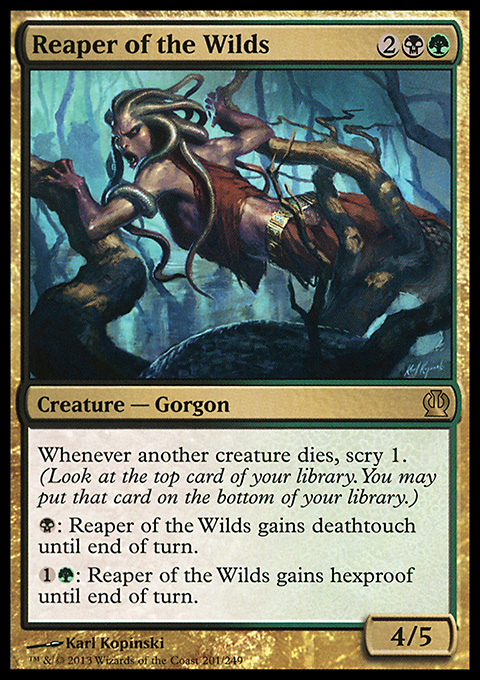 Reaper of the Wilds 2
Creature — Gorgon
Whenever another creature dies, scry 1.
(Look at the top card of your library. You may
put that card on the bottom of your library.)
: Reaper of the Wilds gains deathtouch
until end of turn.
1 : Reaper of the Wilds gains hexproof
until end of turn.
Karl Kopinski
4/5
™ & © 2013 Wizards of the Coast 201/249